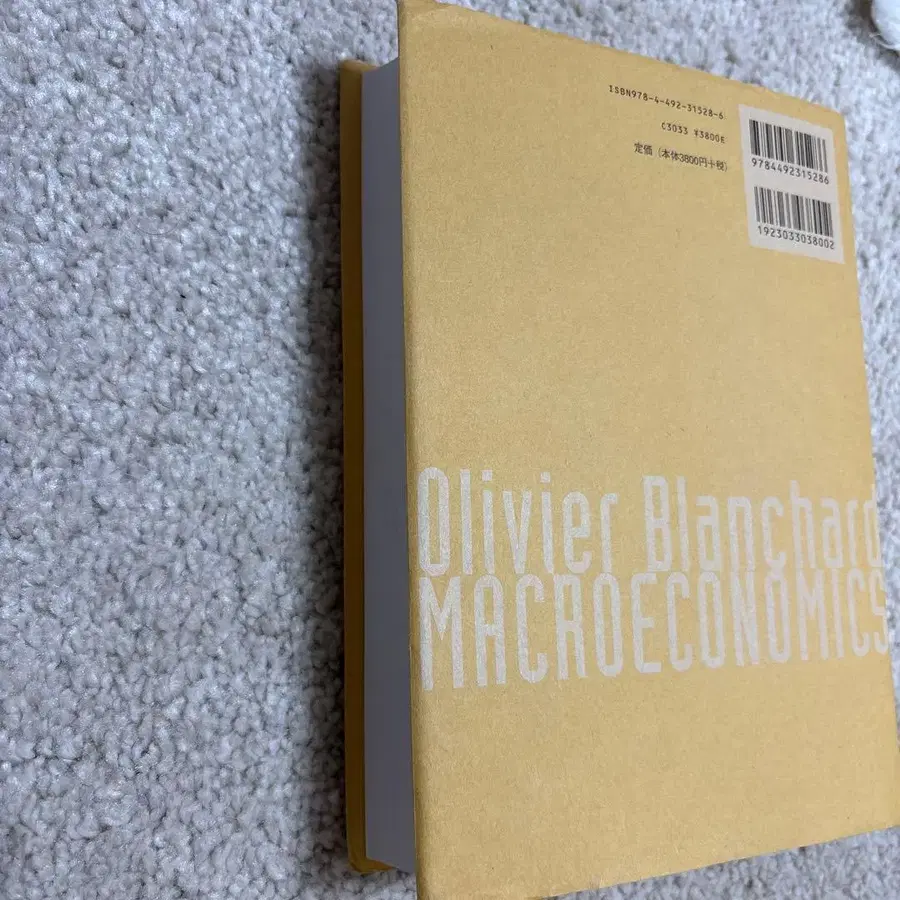 ISBN978-4-492-31528-6
C3033 ¥3800E
定価(本体3800円+税)
9784492315286
1923033038002
Olivier Blanchard
MACROECONOMICS